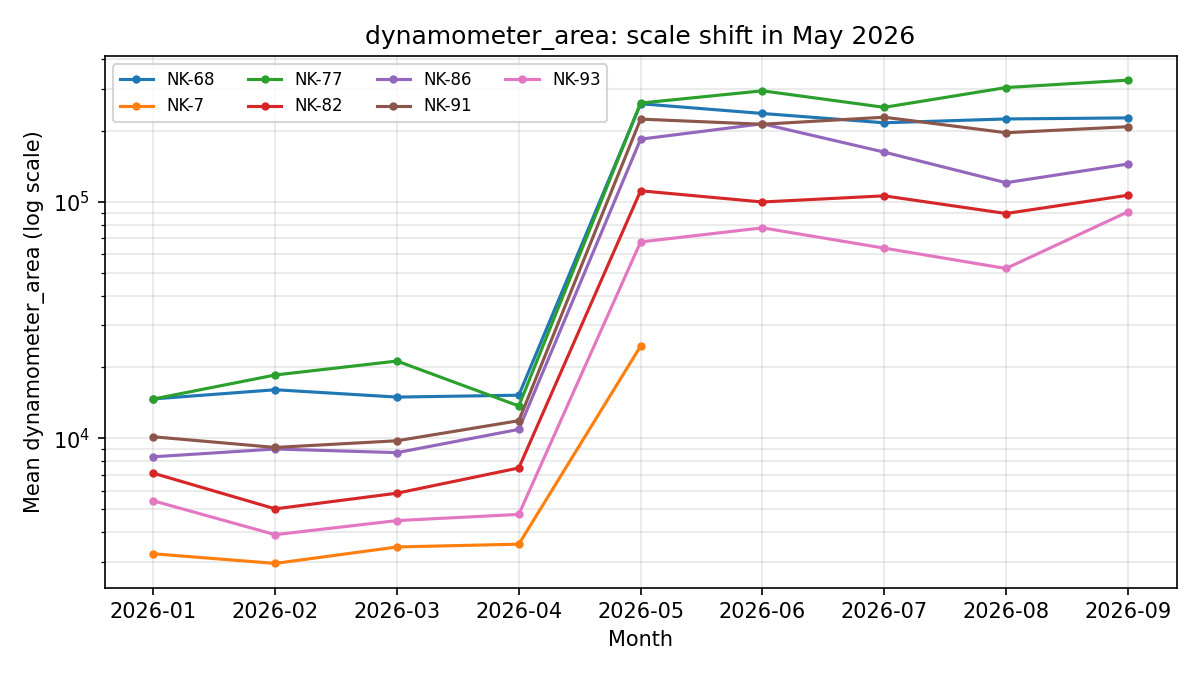 dynamometer_area: scale shift in May 2026
NK-68 NK-77 NK-86 NK-93
NK-7 NK-82 NK-91
Mean dynamometer_area (log scale)
10^5
10^4
2026-01 2026-02 2026-03 2026-04 2026-05 2026-06 2026-07 2026-08 2026-09
Month